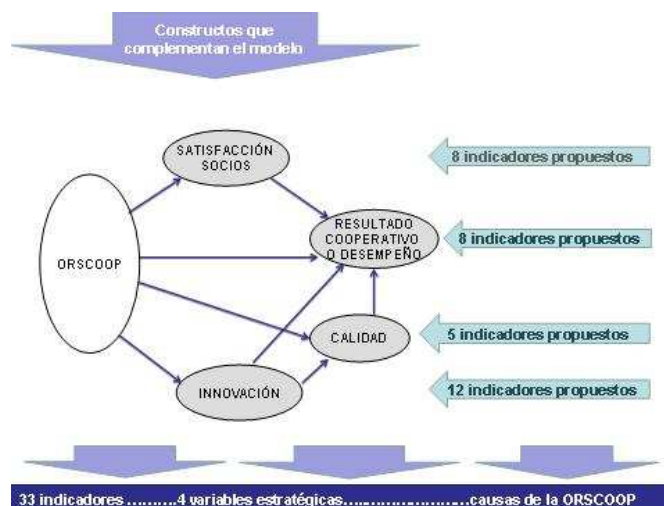 Constructos que
complementan el modelo
SATISFACCIÓN
SOCIOS
8 indicadores propuestos
RESULTADO
COOPERATIVO
O DESEMPEÑO
8 indicadores propuestos
ORSCOOP
CALIDAD
5 indicadores propuestos
INNOVACIÓN
12 indicadores propuestos
33 indicadores ..........4 variables estratégicas..........................causas de la ORSCOOP